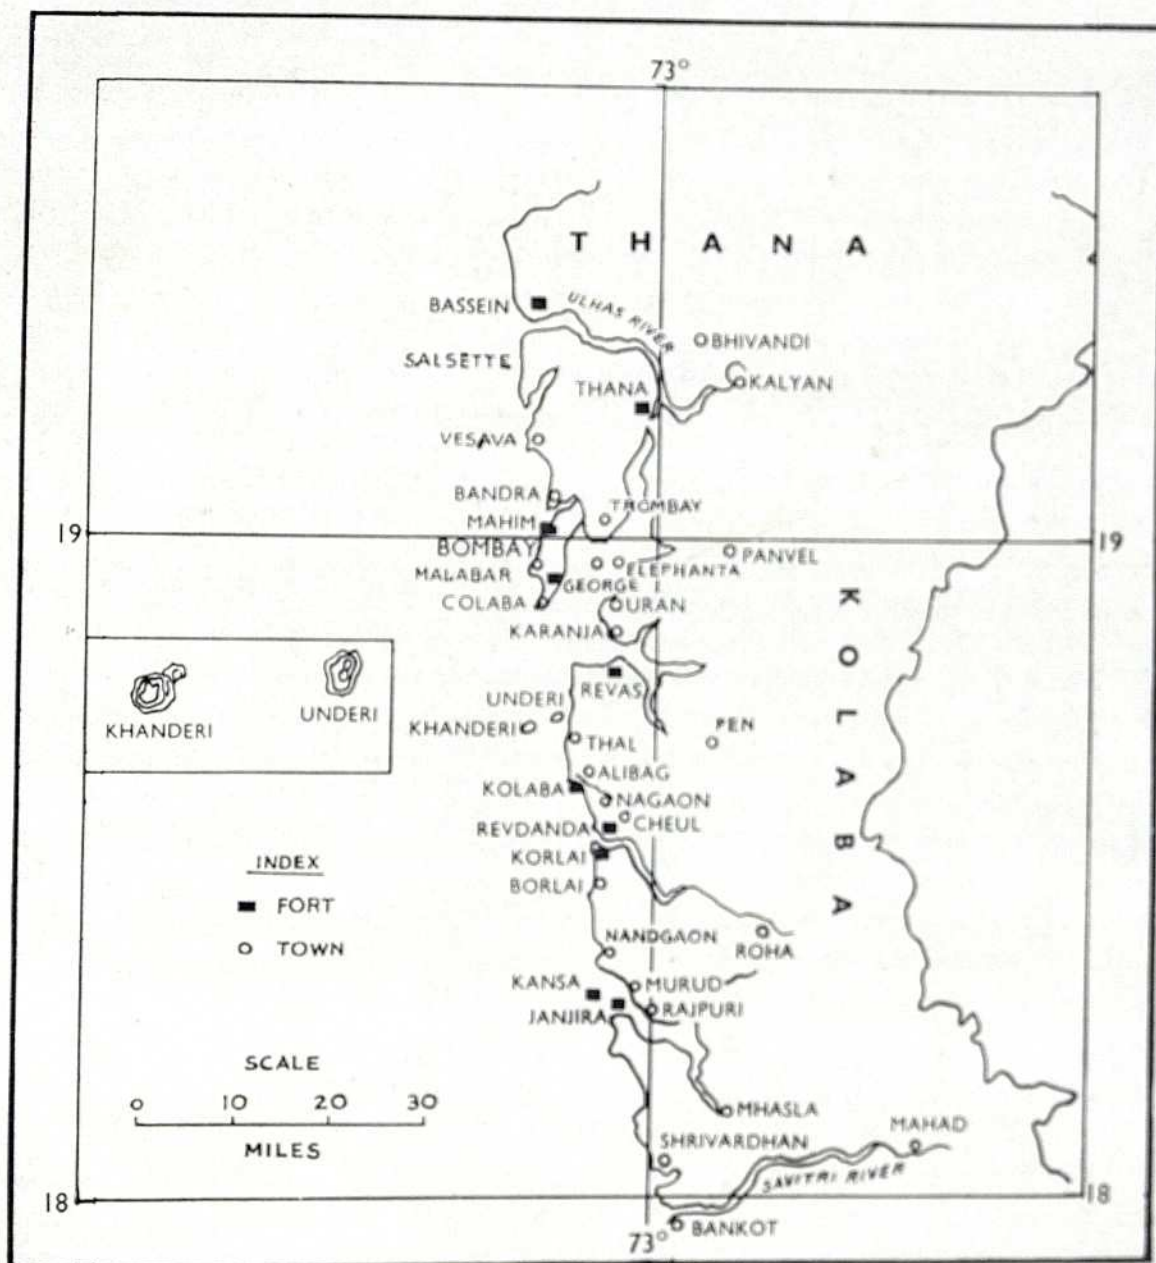 73°
THANA
BASSEIN
ULHAS RIVER
BHIVANDI
SALSETTE
THANA
KALYAN
VESAVA
BANDRA
TROMBAY
MAHIM
19
19
BOMBAY
PANVEL
MALABAR
GEORGE
ELEPHANTA
COLABA
URAN
KARANJA
KOLABA
REVAS
UNDERI
KHANDERI
UNDERI
KHANDERI
PEN
THAL
ALIBAG
KOLABA
NAGAON
REVDANDA
CHEUL
KORLAI
BORLAI
INDEX
FORT
TOWN
NANDGAON
ROHA
KANSA
MURUD
JANJIRA
RAJPURI
SCALE
0 10 20 30
MILES
MHASLA
MAHAD
SHRIVARDHAN
SAVITRI RIVER
18
18
BANKOT
73°